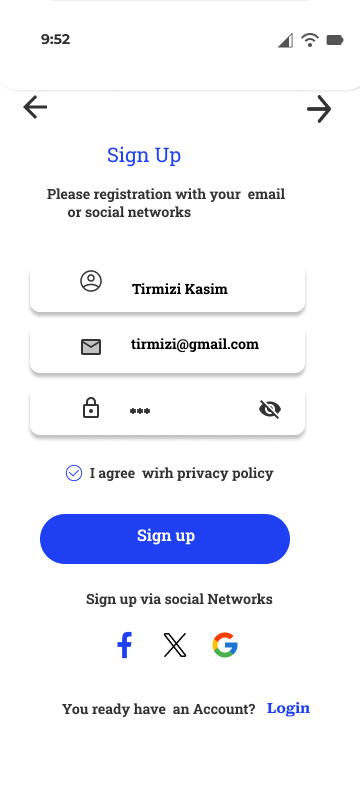 9:52
Sign Up
Please registration with your email
or social networks
Tirmizi Kasim
tirmizi@gmail.com
***
I agree wirh privacy policy
Sign up
Sign up via social Networks
You ready have an Account? Login